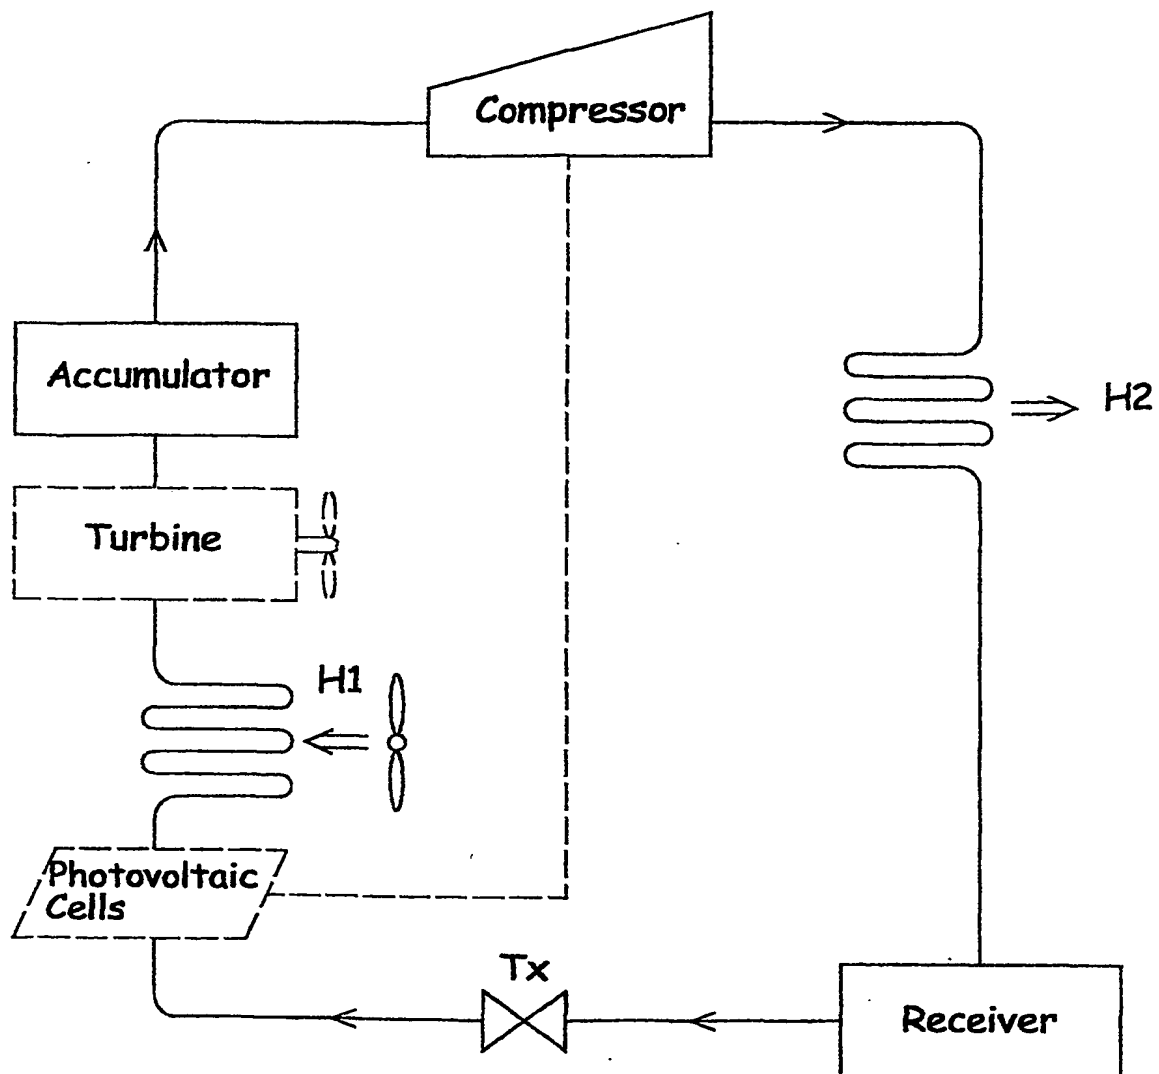 Compressor
Accumulator
H2
Turbine
H1
Photovoltaic
Cells
Tx
Receiver